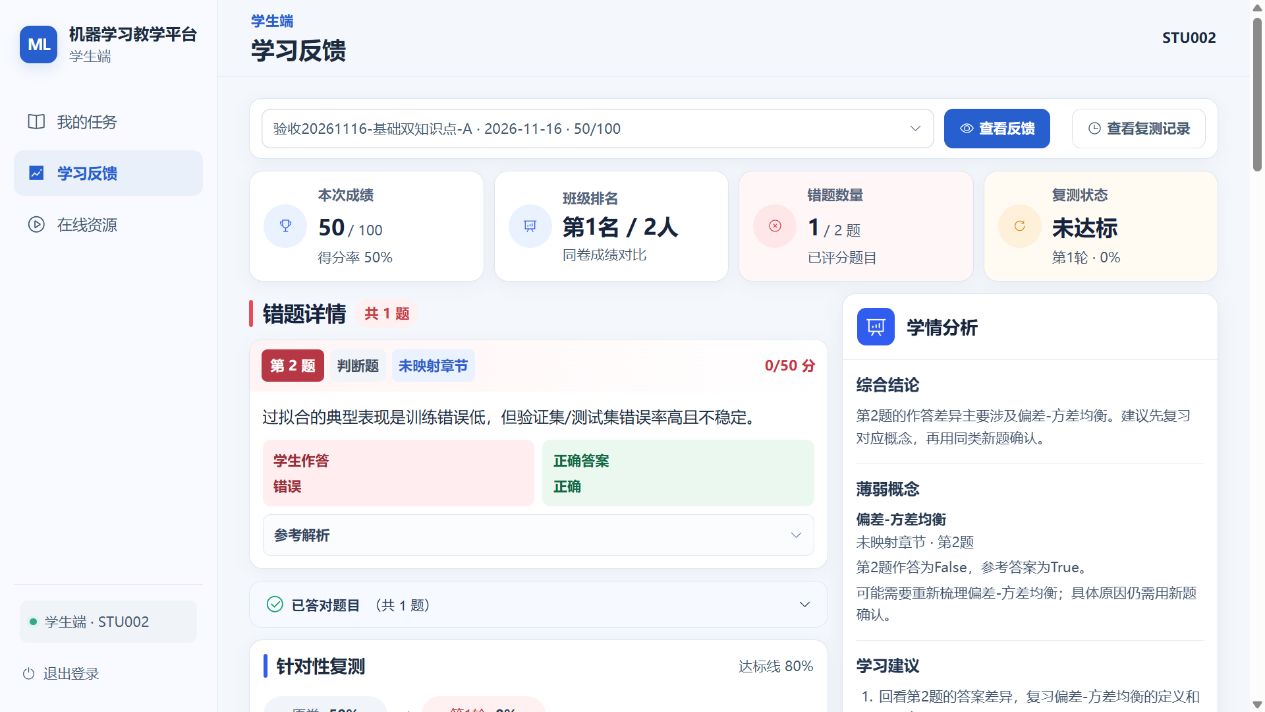 ML
机器学习教学平台
学生端
我的任务
学习反馈
在线资源
学生端 · STU002
退出登录
学生端
学习反馈
STU002
验收20261116-基础双知识点-A · 2026-11-16 · 50/100
查看反馈
查看复测记录
本次成绩
50 / 100
得分率 50%
班级排名
第1名 / 2人
同卷成绩对比
错题数量
1 / 2 题
已评分题目
复测状态
未达标
第1轮 · 0%
错题详情 共 1 题
第 2 题 判断题 未映射章节 0/50 分
过拟合的典型表现是训练错误低，但验证集/测试集错误率高且不稳定。
学生作答
错误
正确答案
正确
参考解析
已答对题目 （共 1 题）
针对性复测 达标线 80%
学情分析
综合结论
第2题的作答差异主要涉及偏差-方差均衡。建议先复习
对应概念，再用同类新题确认。
薄弱概念
偏差-方差均衡
未映射章节 · 第2题
第2题作答为False，参考答案为True。
可能需要重新梳理偏差-方差均衡；具体原因仍需用新题
确认。
学习建议
1. 回看第2题的答案差异，复习偏差-方差均衡的定义和